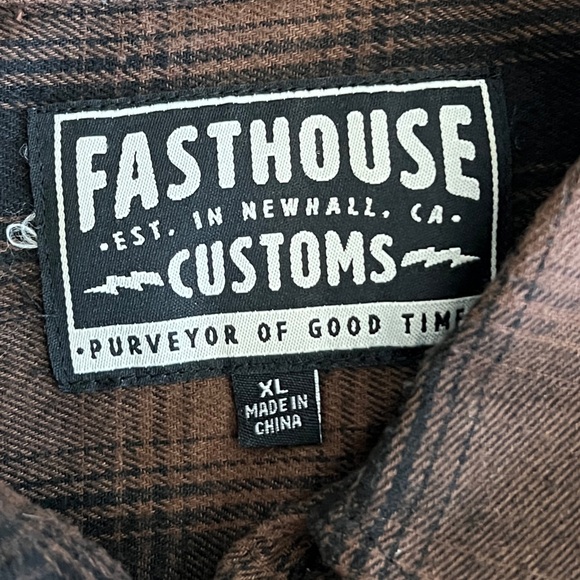 FASTHOUSE
•EST. IN NEWHALL, CA•
CUSTOMS
•PURVEYOR OF GOOD TIME
XL
MADE IN
CHINA